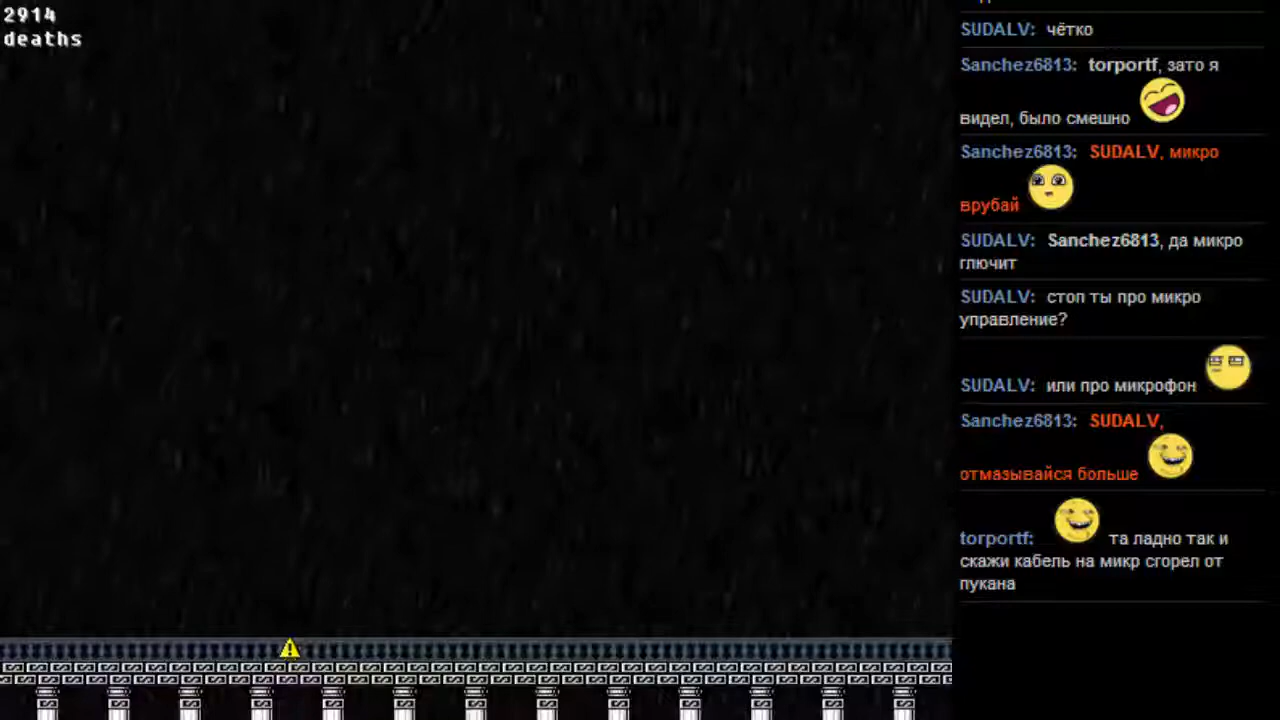 2914
deaths
SUDALV: чётко
Sanchez6813: torportf, зато я
видел, было смешно
Sanchez6813: SUDALV, микро
врубай
SUDALV: Sanchez6813, да микро
глючит
SUDALV: стоп ты про микро
управление?
SUDALV: или про микрофон
Sanchez6813: SUDALV,
отмазывайся больше
torportf: та ладно так и
скажи кабель на микр сгорел от
пукана